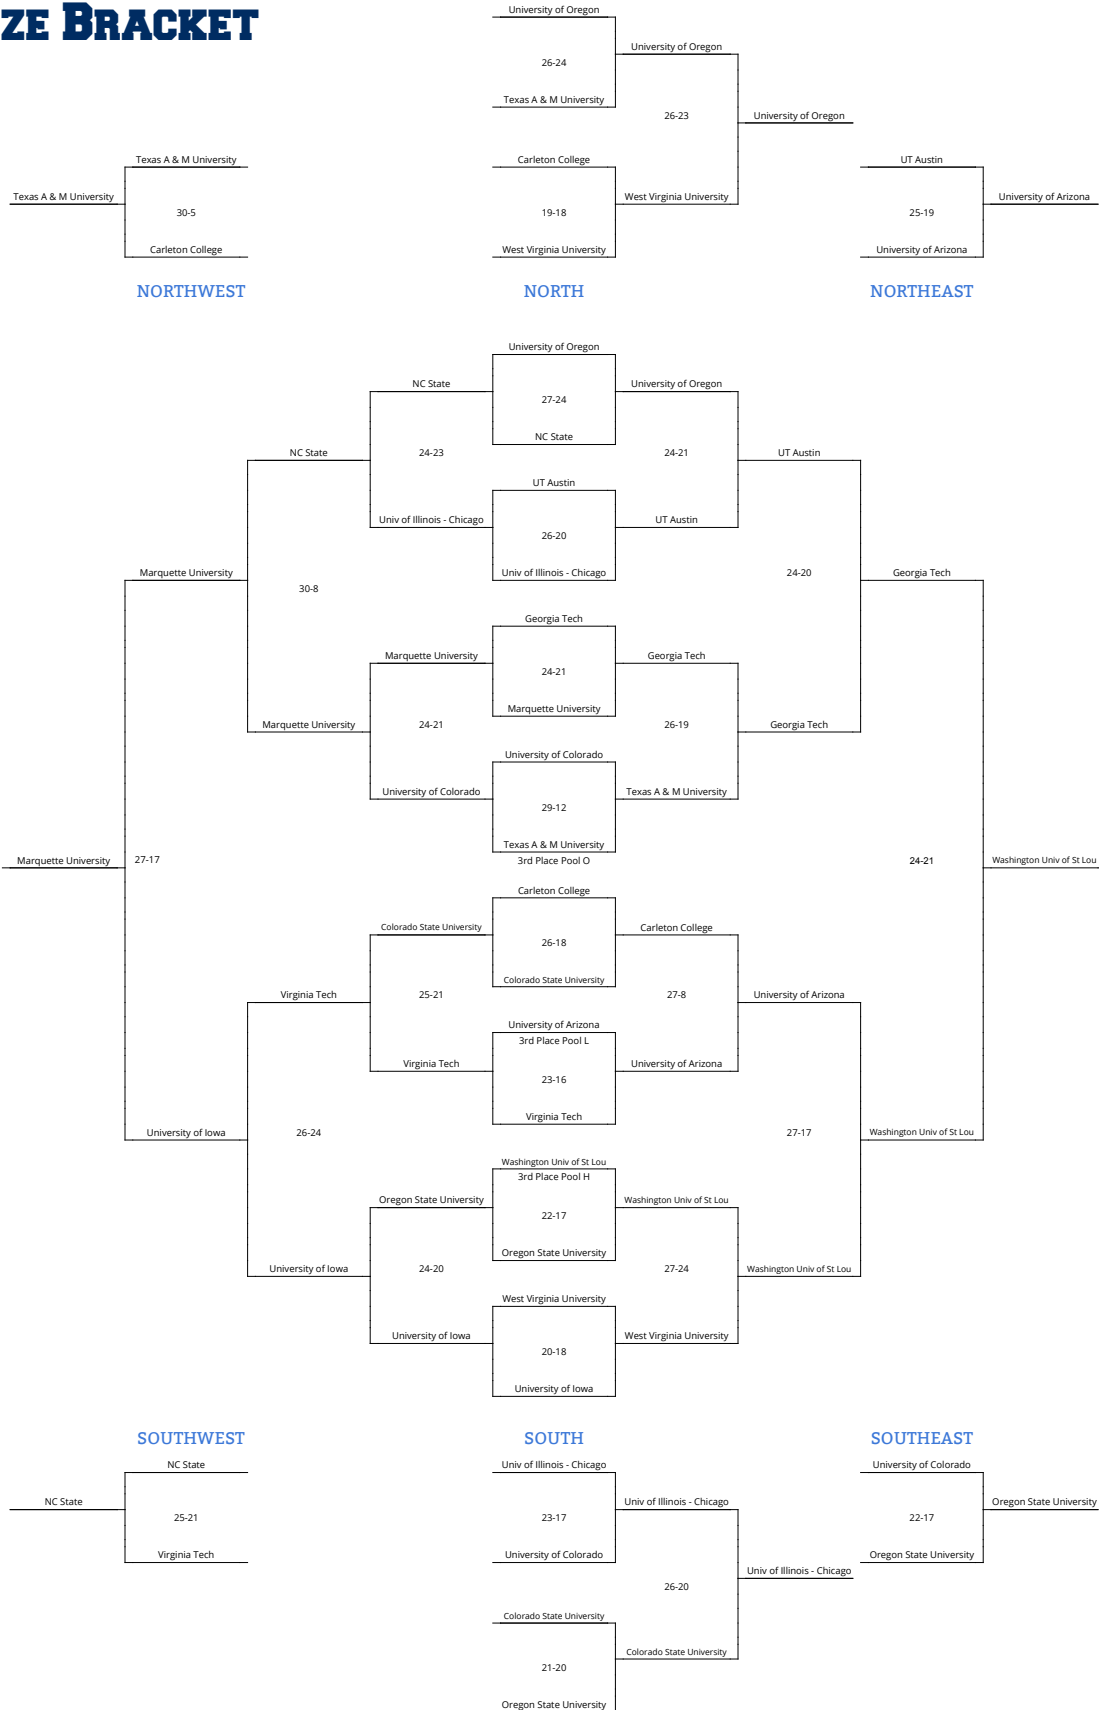 ZE BRACKET
University of Oregon
University of Oregon
26-24
Texas A & M University
26-23
University of Oregon
Texas A & M University
Carleton College
UT Austin
Texas A & M University
West Virginia University
University of Arizona
30-5
19-18
25-19
Carleton College
West Virginia University
University of Arizona
NORTHWEST
NORTH
NORTHEAST
University of Oregon
NC State
University of Oregon
27-24
NC State
NC State
24-23
24-21
UT Austin
UT Austin
Univ of Illinois - Chicago
UT Austin
26-20
Marquette University
Univ of Illinois - Chicago
24-20
Georgia Tech
30-8
Georgia Tech
Marquette University
Georgia Tech
24-21
Marquette University
Marquette University
24-21
26-19
Georgia Tech
University of Colorado
University of Colorado
Texas A & M University
29-12
Texas A & M University
Marquette University
27-17
3rd Place Pool O
24-21
Washington Univ of St Lou
Carleton College
Colorado State University
Carleton College
26-18
Colorado State University
Virginia Tech
25-21
27-8
University of Arizona
University of Arizona
3rd Place Pool L
Virginia Tech
University of Arizona
23-16
Virginia Tech
University of Iowa
26-24
27-17
Washington Univ of St Lou
Washington Univ of St Lou
3rd Place Pool H
Oregon State University
Washington Univ of St Lou
22-17
Oregon State University
University of Iowa
24-20
27-24
Washington Univ of St Lou
West Virginia University
University of Iowa
West Virginia University
20-18
University of Iowa
SOUTHWEST
SOUTH
SOUTHEAST
NC State
Univ of Illinois - Chicago
University of Colorado
NC State
Univ of Illinois - Chicago
Oregon State University
25-21
23-17
22-17
Virginia Tech
University of Colorado
Oregon State University
Univ of Illinois - Chicago
26-20
Colorado State University
Colorado State University
21-20
Oregon State University